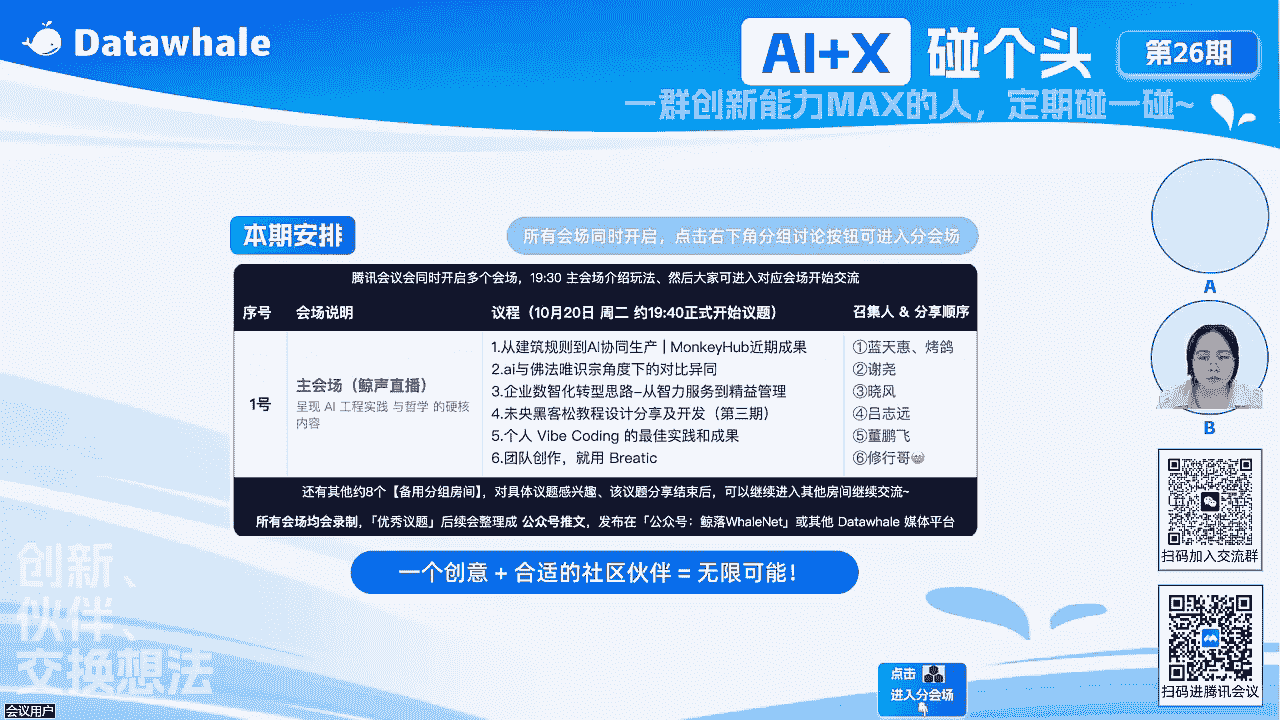 Datawhale
AI+X 碰个头 第26期
一群创新能力MAX的人，定期碰一碰~
本期安排
所有会场同时开启，点击右下角分组讨论按钮可进入分会场
腾讯会议会同时开启多个会场，19:30 主会场介绍玩法、然后大家可进入对应会场开始交流
序号 会场说明 议程（10月20日 周二 约19:40正式开始议题） 召集人 & 分享顺序
1号
主会场（鲸声直播）
呈现 AI 工程实践 与哲学 的硬核
内容
1.从建筑规则到AI协同生产 | MonkeyHub近期成果 ①蓝天惠、烤鸽
2.ai与佛法唯识宗角度下的对比异同 ②谢尧
3.企业数智化转型思路–从智力服务到精益管理 ③晓风
4.未央黑客松教程设计分享及开发（第三期） ④吕志远
5.个人 Vibe Coding 的最佳实践和成果 ⑤董鹏飞
6.团队创作，就用 Breatic ⑥修行哥
还有其他约8个【备用分组房间】，对具体议题感兴趣、该议题分享结束后，可以继续进入其他房间继续交流~
所有会场均会录制，「优秀议题」后续会整理成 公众号推文，发布在「公众号：鲸落WhaleNet」或其他 Datawhale 媒体平台
一个创意 + 合适的社区伙伴 = 无限可能！
A
B
扫码加入交流群
扫码进腾讯会议
创新、
伙伴、
交换想法
点击
进入分会场
会议用户